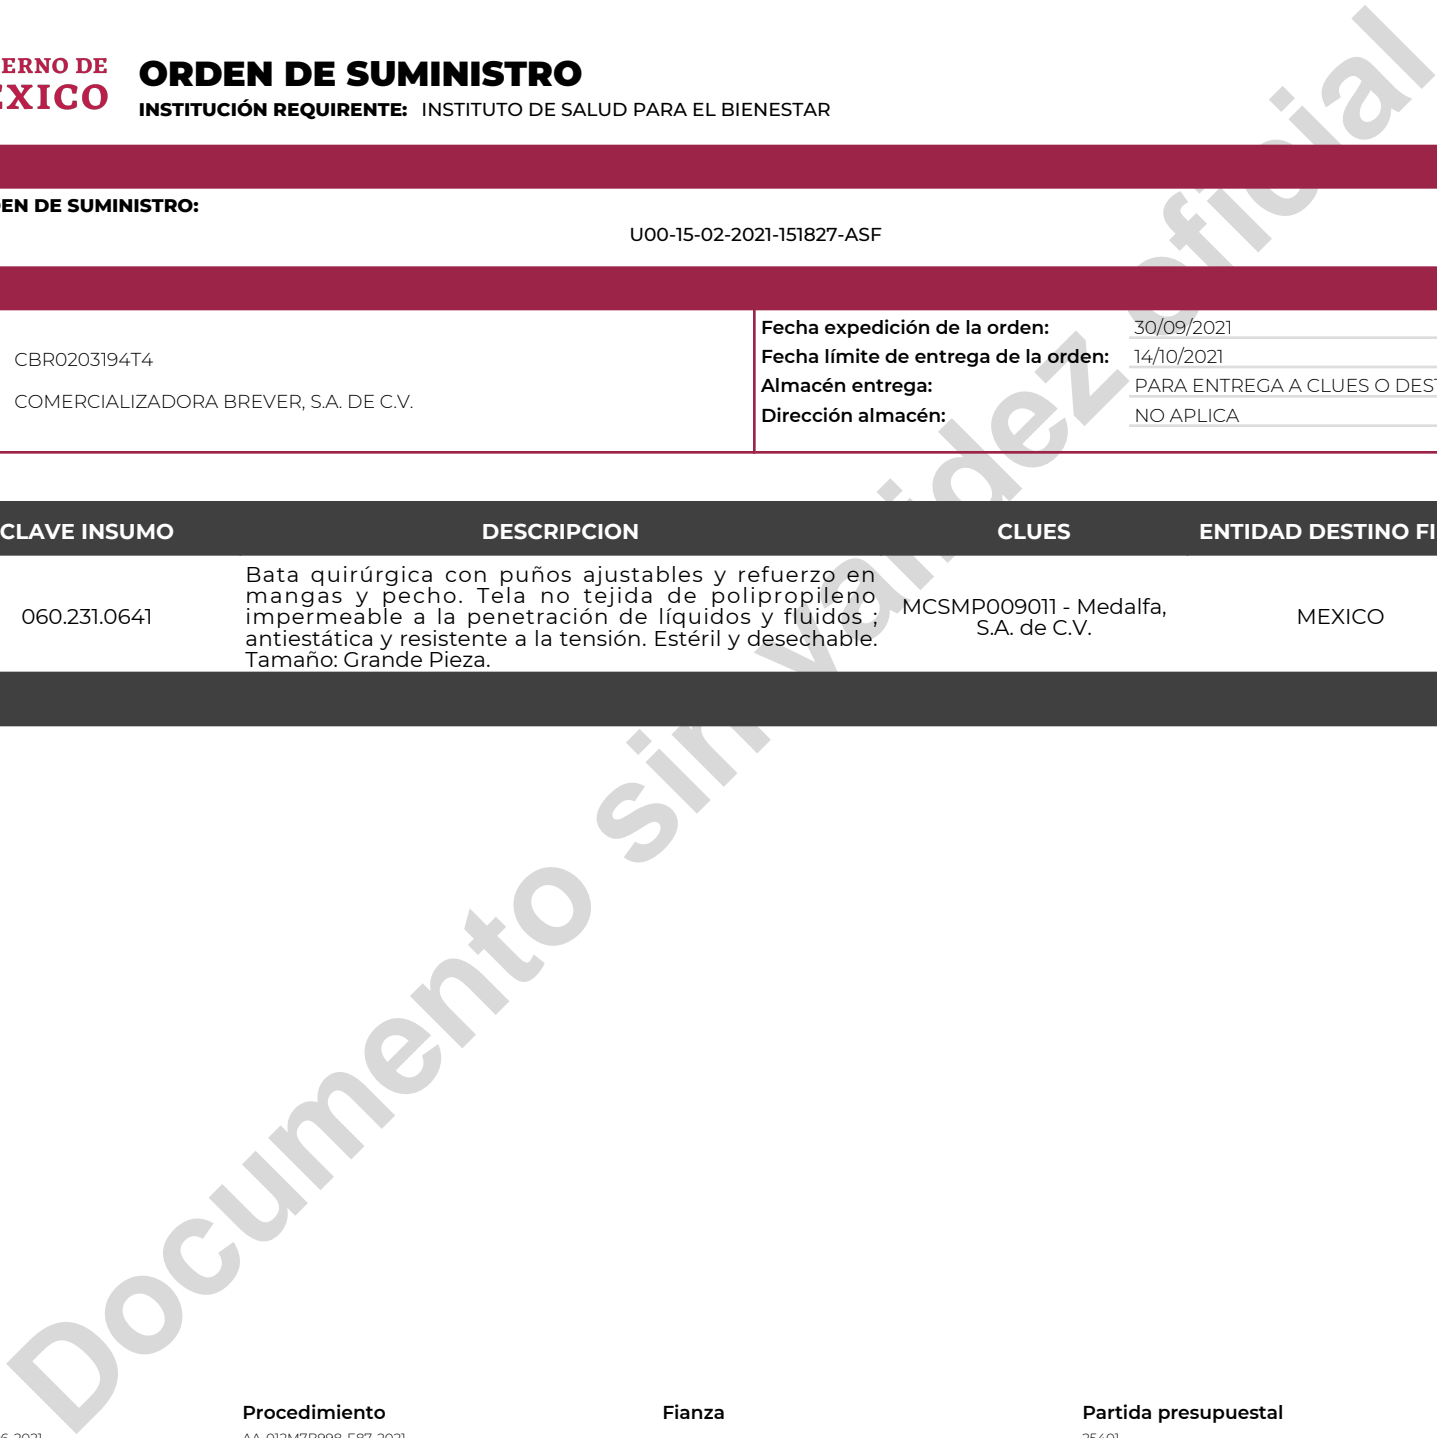 ERNO DE
EXICO
ORDEN DE SUMINISTRO
INSTITUCIÓN REQUIRENTE: INSTITUTO DE SALUD PARA EL BIENESTAR
EN DE SUMINISTRO:
U00-15-02-2021-151827-ASF
CBR0203194T4
COMERCIALIZADORA BREVER, S.A. DE C.V.
Fecha expedición de la orden: 30/09/2021
Fecha límite de entrega de la orden: 14/10/2021
Almacén entrega: PARA ENTREGA A CLUES O DEST
Dirección almacén: NO APLICA
CLAVE INSUMO DESCRIPCION CLUES ENTIDAD DESTINO FI
060.231.0641
Bata quirúrgica con puños ajustables y refuerzo en
mangas y pecho. Tela no tejida de polipropileno
impermeable a la penetración de líquidos y fluidos ;
antiestática y resistente a la tensión. Estéril y desechable.
Tamaño: Grande Pieza.
MCSMP009011 - Medalfa,
S.A. de C.V.
MEXICO
Documento sin validez oficial
Procedimiento Fianza Partida presupuestal